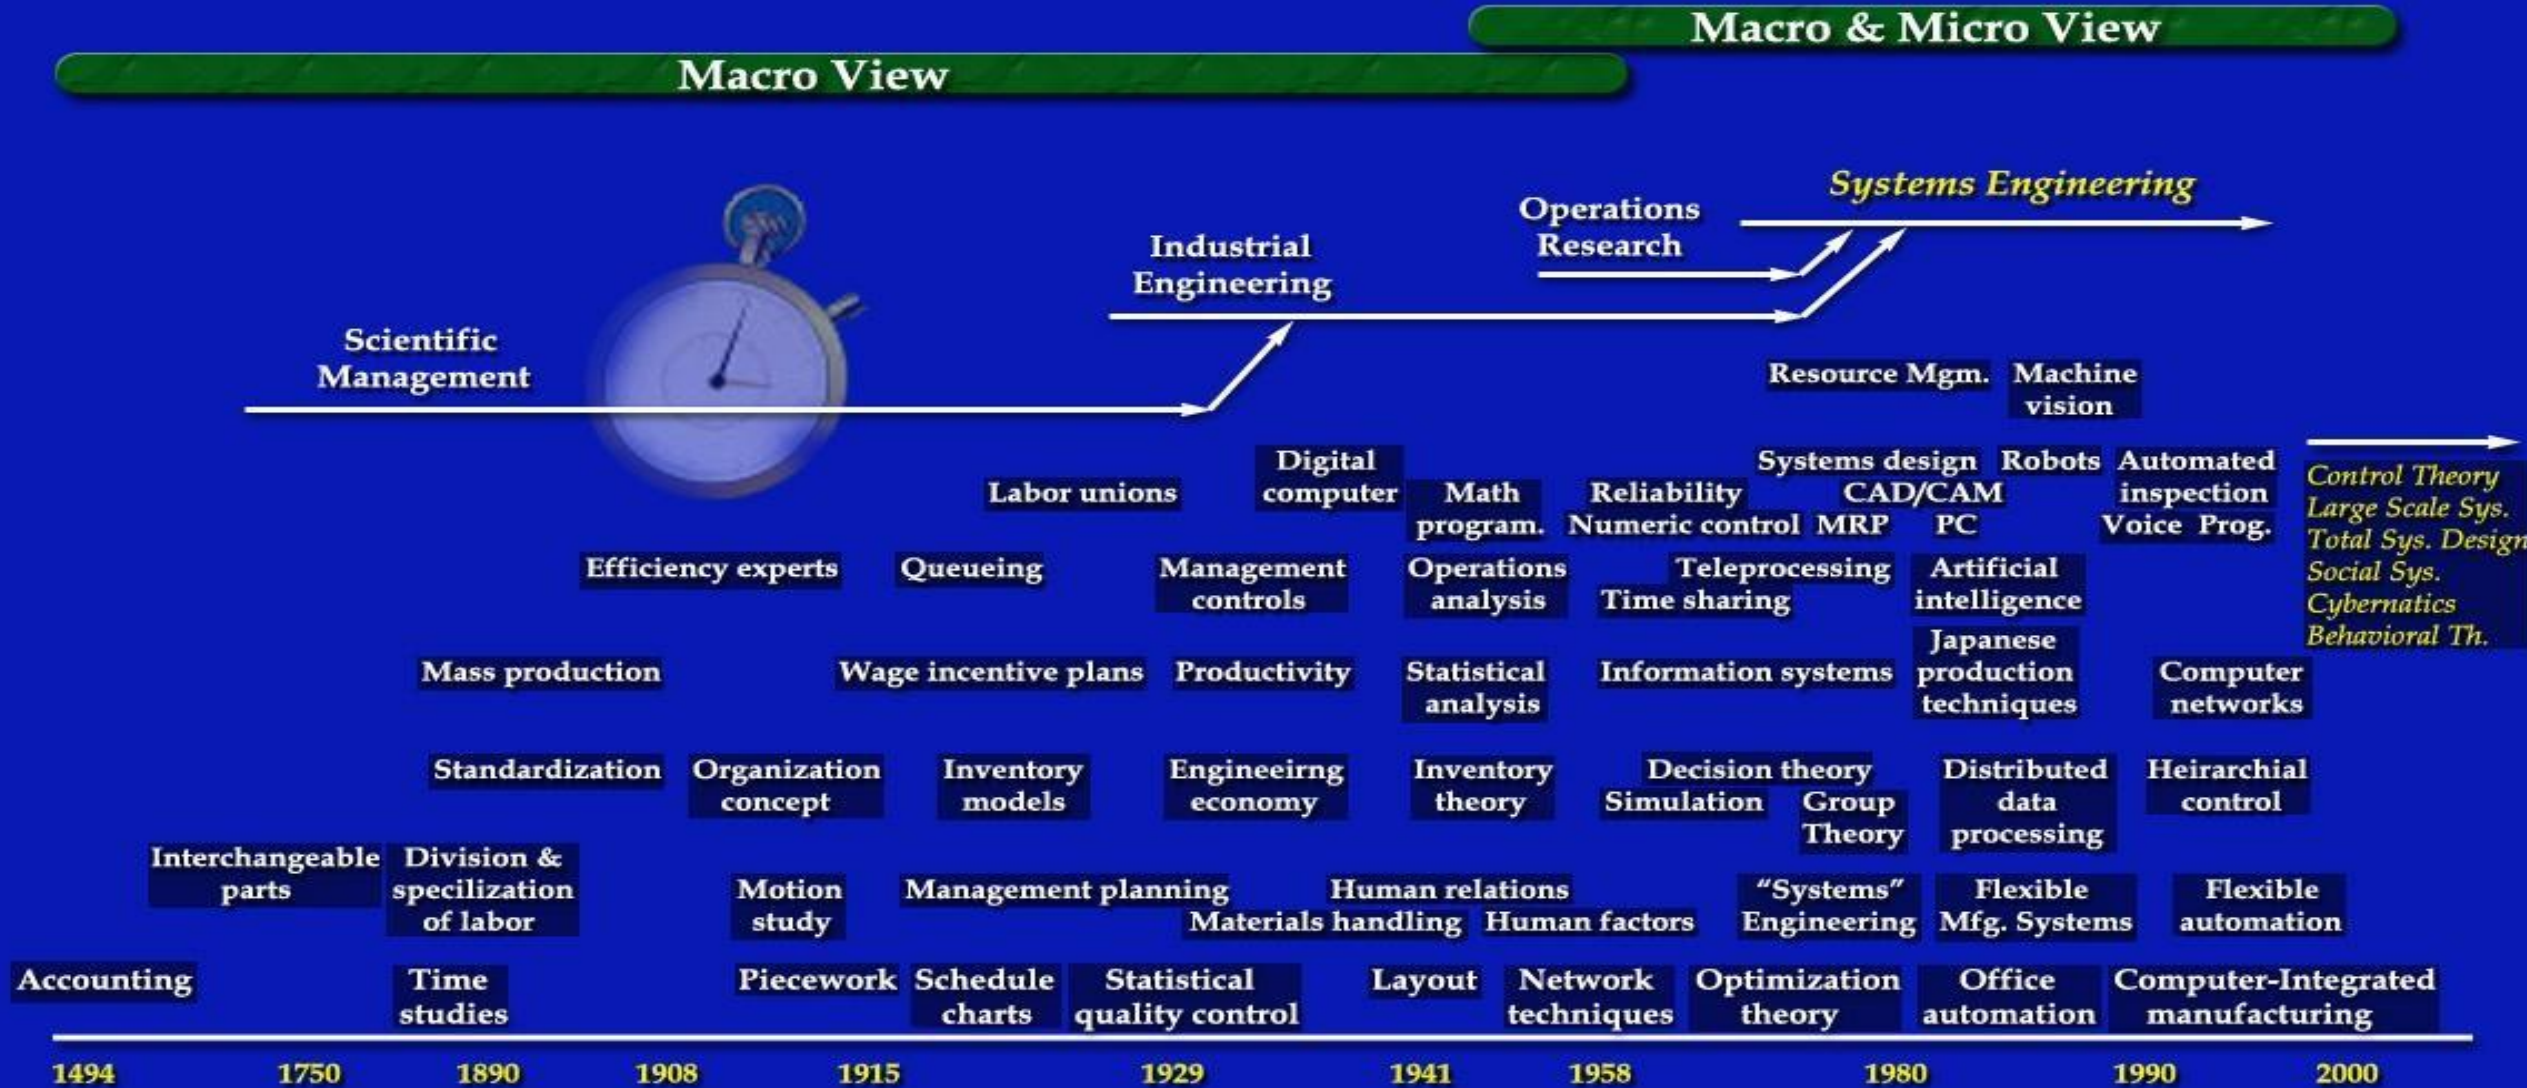 Macro & Micro View
Macro View
Systems Engineering
Operations
Research
Industrial
Engineering
Scientific
Management
Resource Mgm.
Machine
vision
Labor unions
Digital
computer
Math
program.
Reliability
Numeric control
Systems design
CAD/CAM
MRP
PC
Robots
Automated
inspection
Voice Prog.
Control Theory
Large Scale Sys.
Total Sys. Design
Social Sys.
Cybernatics
Behavioral Th.
Efficiency experts
Queueing
Management
controls
Operations
analysis
Teleprocessing
Time sharing
Artificial
intelligence
Mass production
Wage incentive plans
Productivity
Statistical
analysis
Information systems
Japanese
production
techniques
Computer
networks
Standardization
Organization
concept
Inventory
models
Engineeirng
economy
Inventory
theory
Decision theory
Simulation
Group
Theory
Distributed
data
processing
Heirarchial
control
Interchangeable
parts
Division &
specilization
of labor
Motion
study
Management planning
Materials handling
Human relations
Human factors
"Systems"
Engineering
Flexible
Mfg. Systems
Flexible
automation
Accounting
Time
studies
Piecework
Schedule
charts
Statistical
quality control
Layout
Network
techniques
Optimization
theory
Office
automation
Computer-Integrated
manufacturing
1494 1750 1890 1908 1915 1929 1941 1958 1980 1990 2000